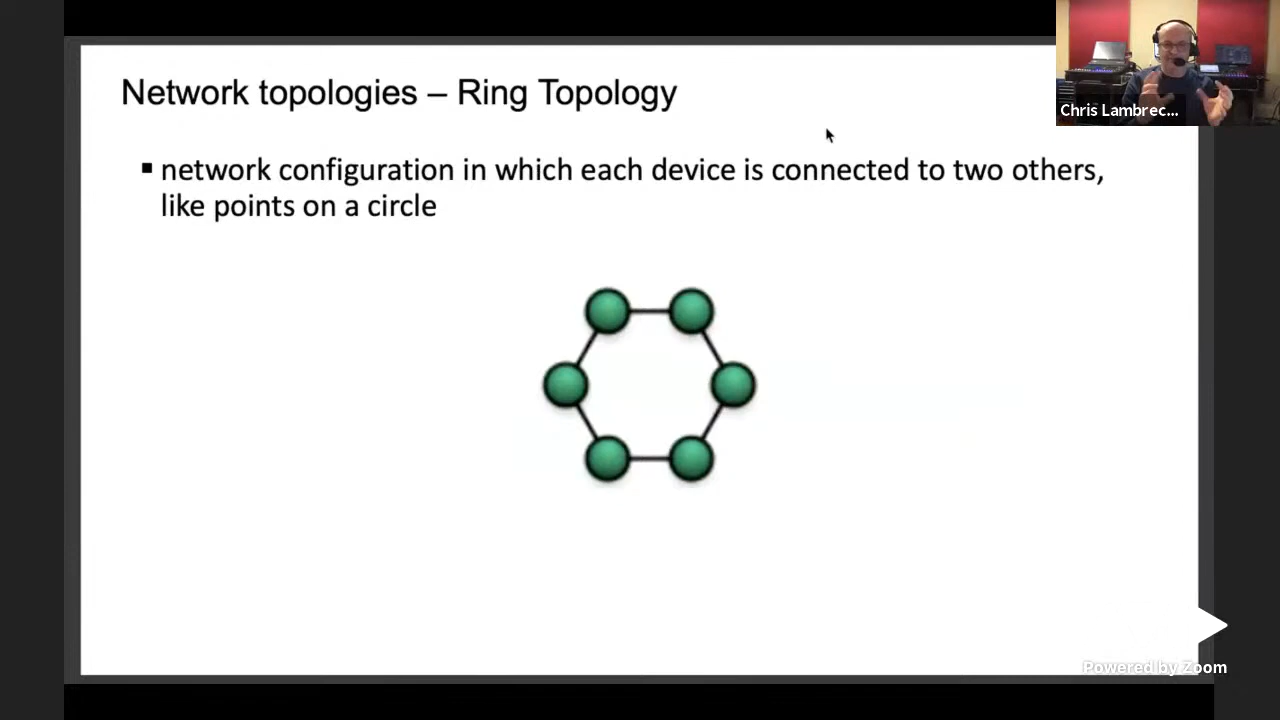 Network topologies – Ring Topology
▪ network configuration in which each device is connected to two others,
like points on a circle
Chris Lambrec...
Powered by Zoom